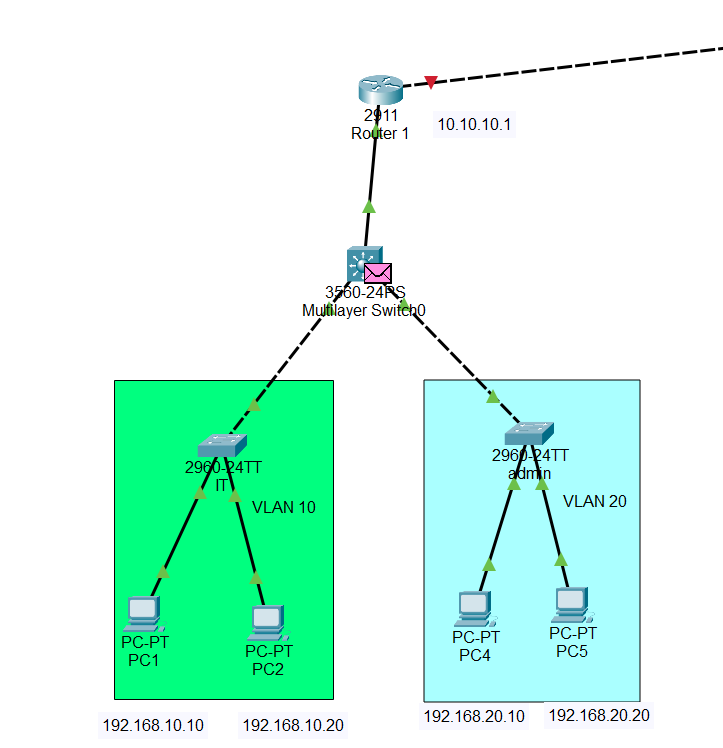 2911
Router 1
10.10.10.1
3560-24PS
Multilayer Switch0
2960-24TT
IT
VLAN 10
2960-24TT
admin
VLAN 20
PC-PT
PC1
PC-PT
PC2
PC-PT
PC4
PC-PT
PC5
192.168.10.10
192.168.10.20
192.168.20.10
192.168.20.20